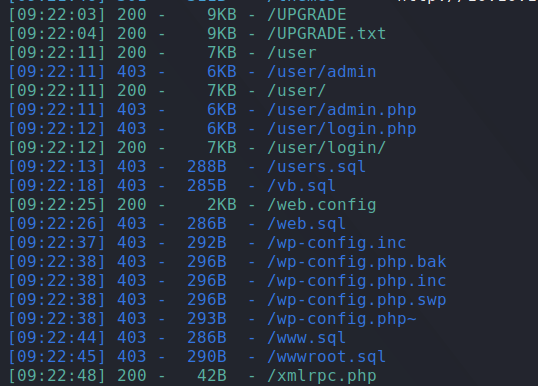 [09:22:03] 200 -    9KB - /UPGRADE
[09:22:04] 200 -    9KB - /UPGRADE.txt
[09:22:11] 200 -    7KB - /user
[09:22:11] 403 -    6KB - /user/admin
[09:22:11] 200 -    7KB - /user/
[09:22:11] 403 -    6KB - /user/admin.php
[09:22:12] 403 -    6KB - /user/login.php
[09:22:12] 200 -    7KB - /user/login/
[09:22:13] 403 -  288B  - /users.sql
[09:22:18] 403 -  285B  - /vb.sql
[09:22:25] 200 -    2KB - /web.config
[09:22:26] 403 -  286B  - /web.sql
[09:22:37] 403 -  292B  - /wp-config.inc
[09:22:38] 403 -  296B  - /wp-config.php.bak
[09:22:38] 403 -  296B  - /wp-config.php.inc
[09:22:38] 403 -  296B  - /wp-config.php.swp
[09:22:38] 403 -  293B  - /wp-config.php~
[09:22:44] 403 -  286B  - /www.sql
[09:22:45] 403 -  290B  - /wwwroot.sql
[09:22:48] 200 -   42B  - /xmlrpc.php